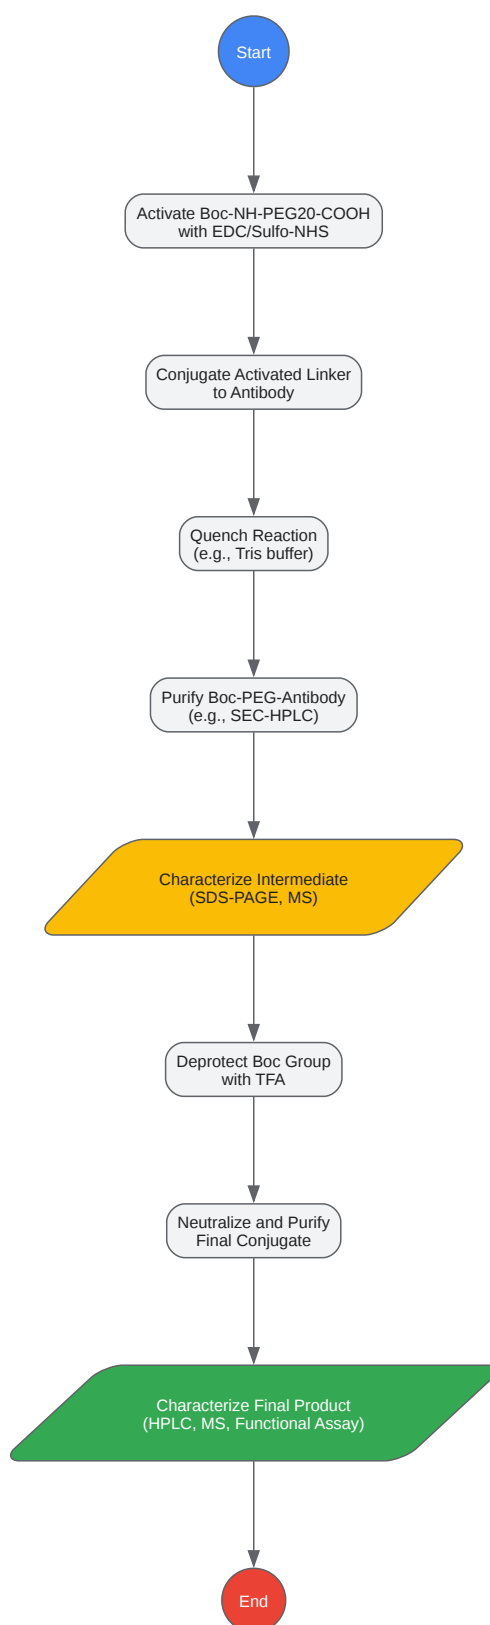 Start
Activate Boc-NH-PEG20-COOH
with EDC/Sulfo-NHS
Conjugate Activated Linker
to Antibody
Quench Reaction
(e.g., Tris buffer)
Purify Boc-PEG-Antibody
(e.g., SEC-HPLC)
Characterize Intermediate
(SDS-PAGE, MS)
Deprotect Boc Group
with TFA
Neutralize and Purify
Final Conjugate
Characterize Final Product
(HPLC, MS, Functional Assay)
End